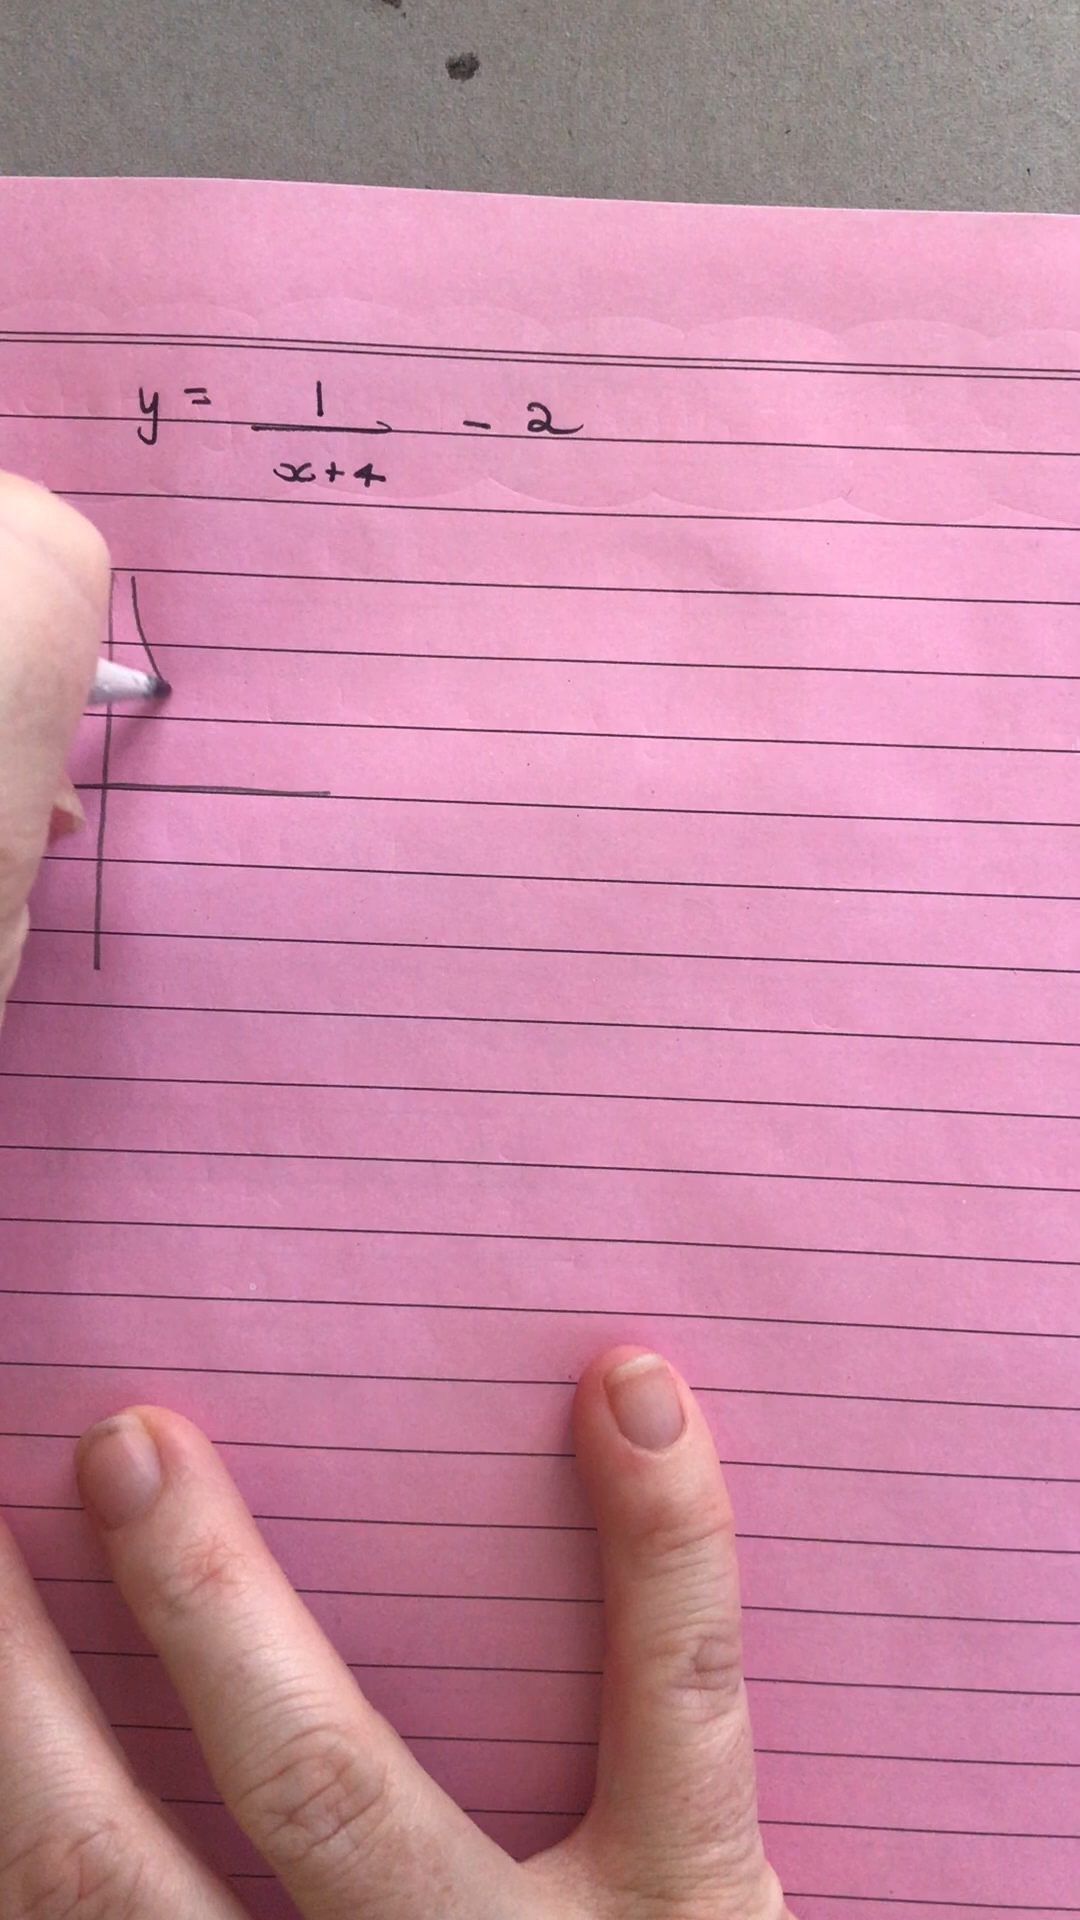 y = 1/(x+4) - 2